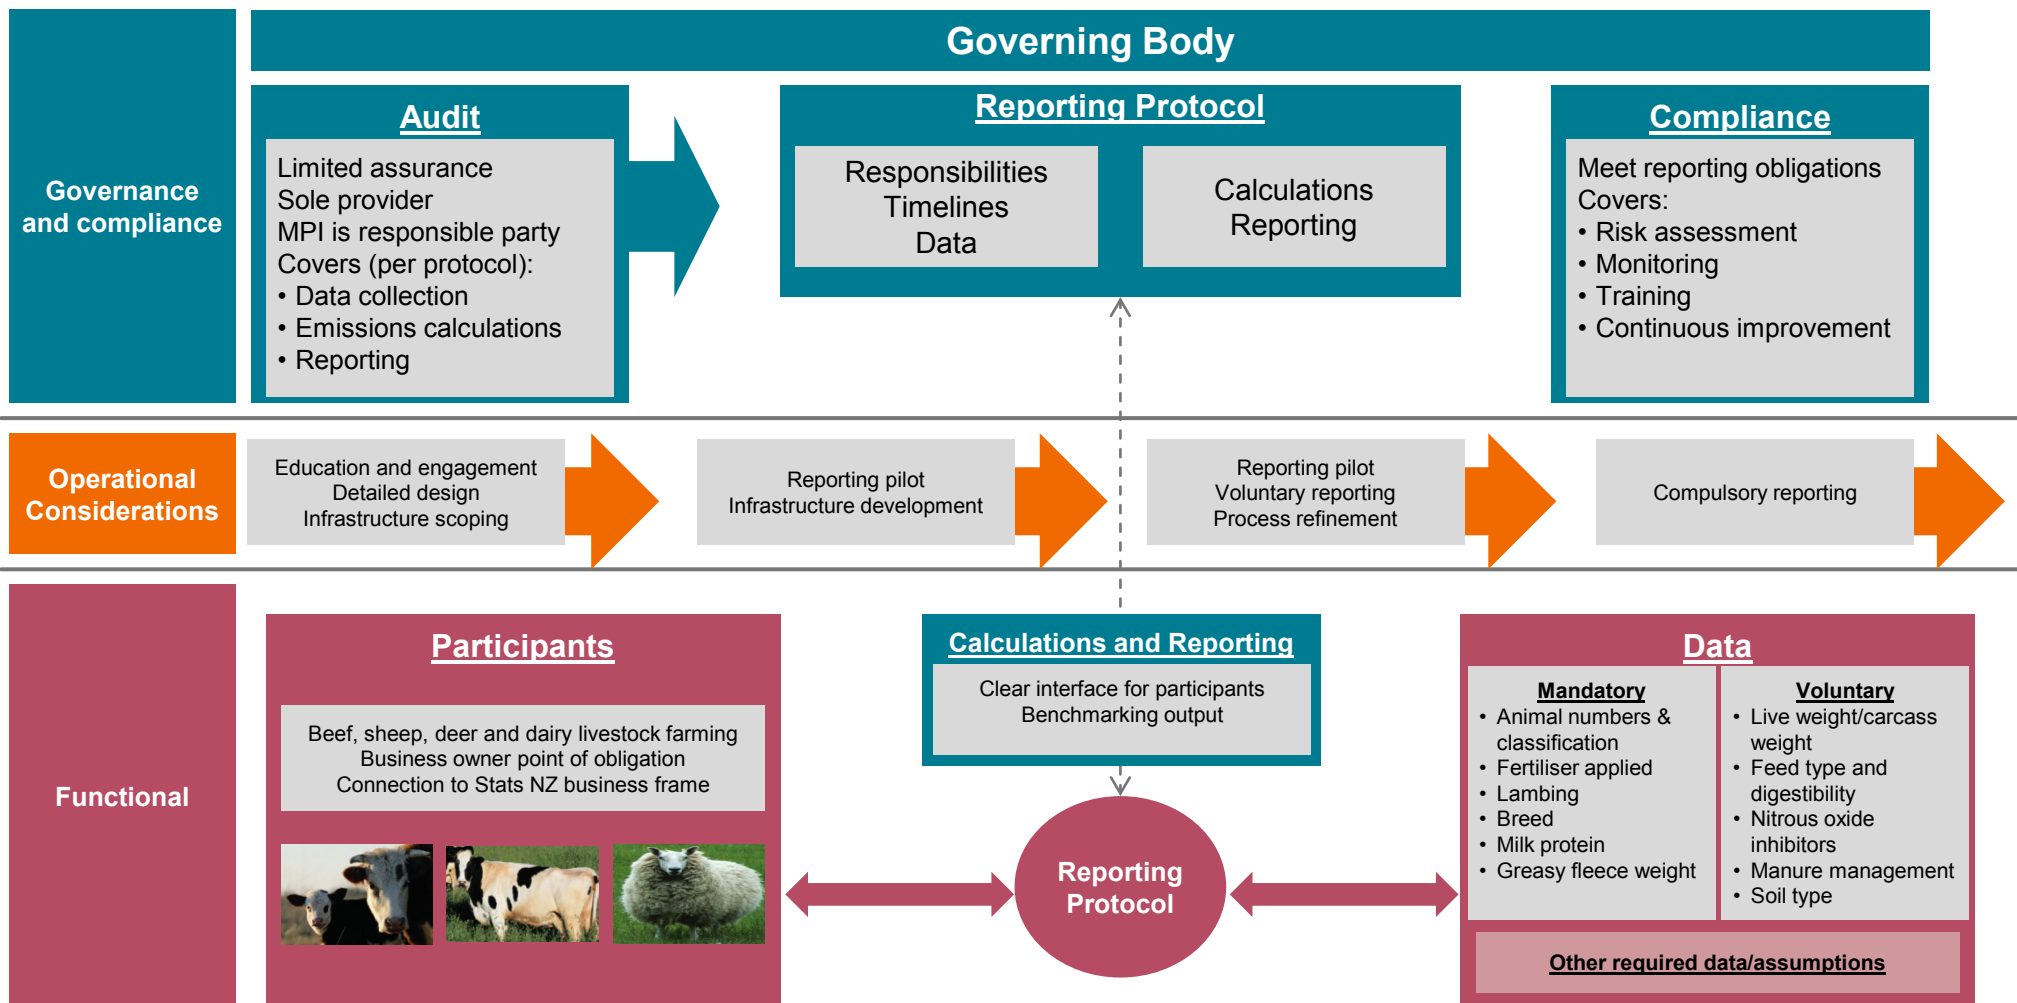 Governing Body
Governance
and compliance
Audit
Limited assurance
Sole provider
MPI is responsible party
Covers (per protocol):
• Data collection
• Emissions calculations
• Reporting
Reporting Protocol
Responsibilities
Timelines
Data
Calculations
Reporting
Compliance
Meet reporting obligations
Covers:
• Risk assessment
• Monitoring
• Training
• Continuous improvement
Operational
Considerations
Education and engagement
Detailed design
Infrastructure scoping
Reporting pilot
Infrastructure development
Reporting pilot
Voluntary reporting
Process refinement
Compulsory reporting
Functional
Participants
Beef, sheep, deer and dairy livestock farming
Business owner point of obligation
Connection to Stats NZ business frame
Calculations and Reporting
Clear interface for participants
Benchmarking output
Reporting
Protocol
Data
Mandatory
• Animal numbers &
classification
• Fertiliser applied
• Lambing
• Breed
• Milk protein
• Greasy fleece weight
Voluntary
• Live weight/carcass
weight
• Feed type and
digestibility
• Nitrous oxide
inhibitors
• Manure management
• Soil type
Other required data/assumptions